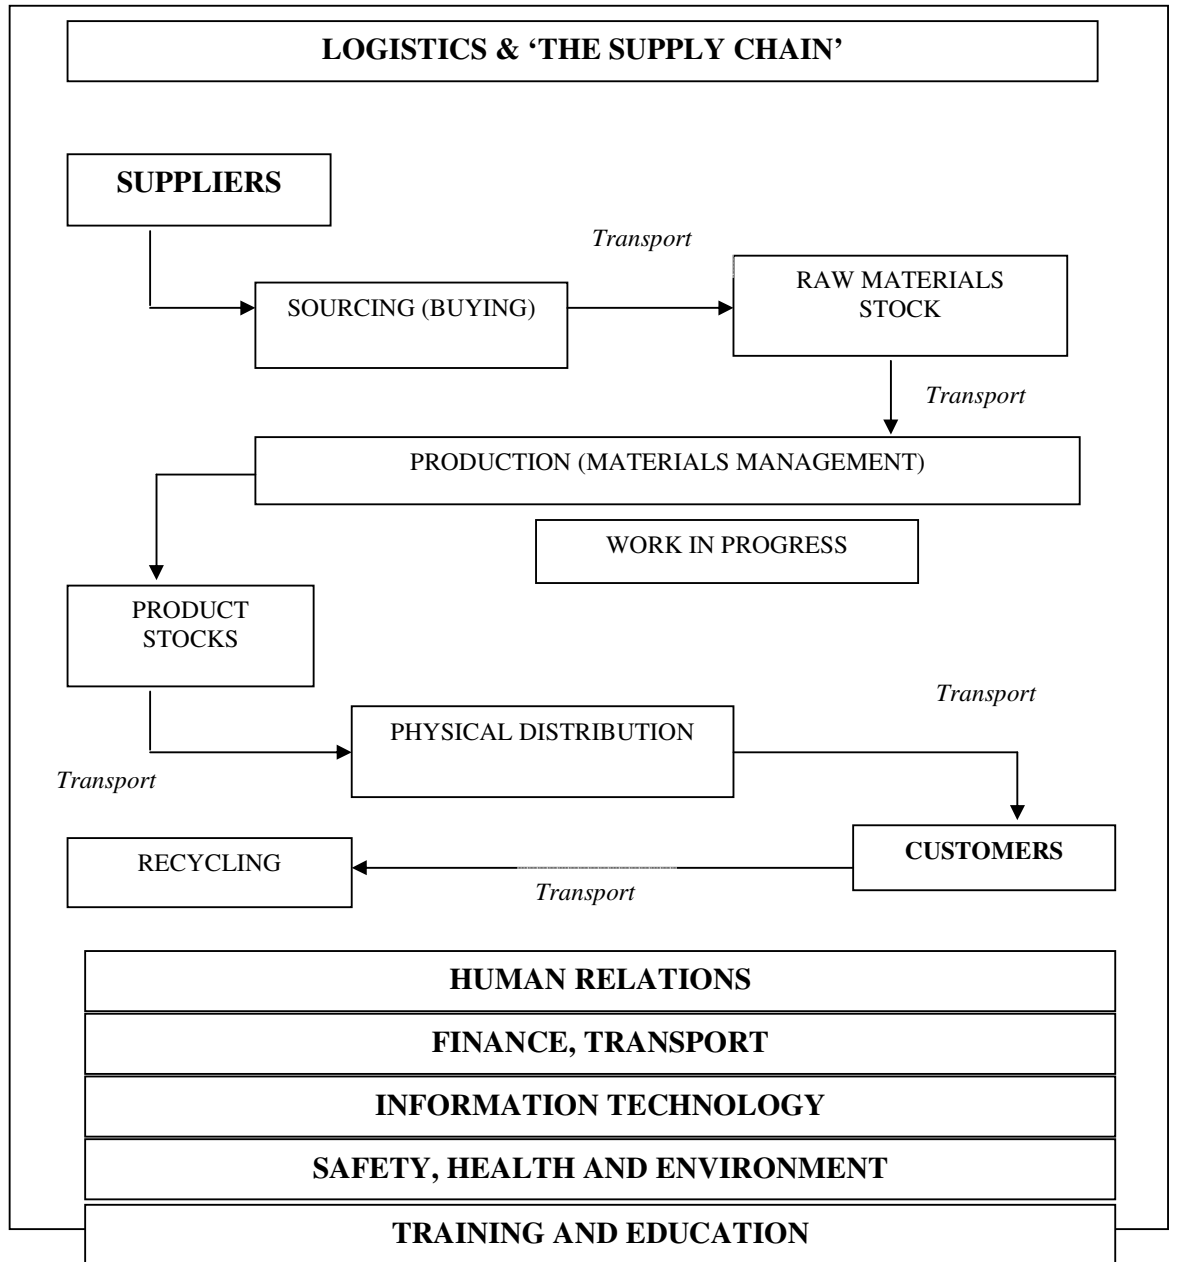 LOGISTICS & ‘THE SUPPLY CHAIN’
SUPPLIERS
Transport
SOURCING (BUYING)
RAW MATERIALS
STOCK
Transport
PRODUCTION (MATERIALS MANAGEMENT)
WORK IN PROGRESS
PRODUCT
STOCKS
Transport
PHYSICAL DISTRIBUTION
Transport
CUSTOMERS
RECYCLING
Transport
HUMAN RELATIONS
FINANCE, TRANSPORT
INFORMATION TECHNOLOGY
SAFETY, HEALTH AND ENVIRONMENT
TRAINING AND EDUCATION